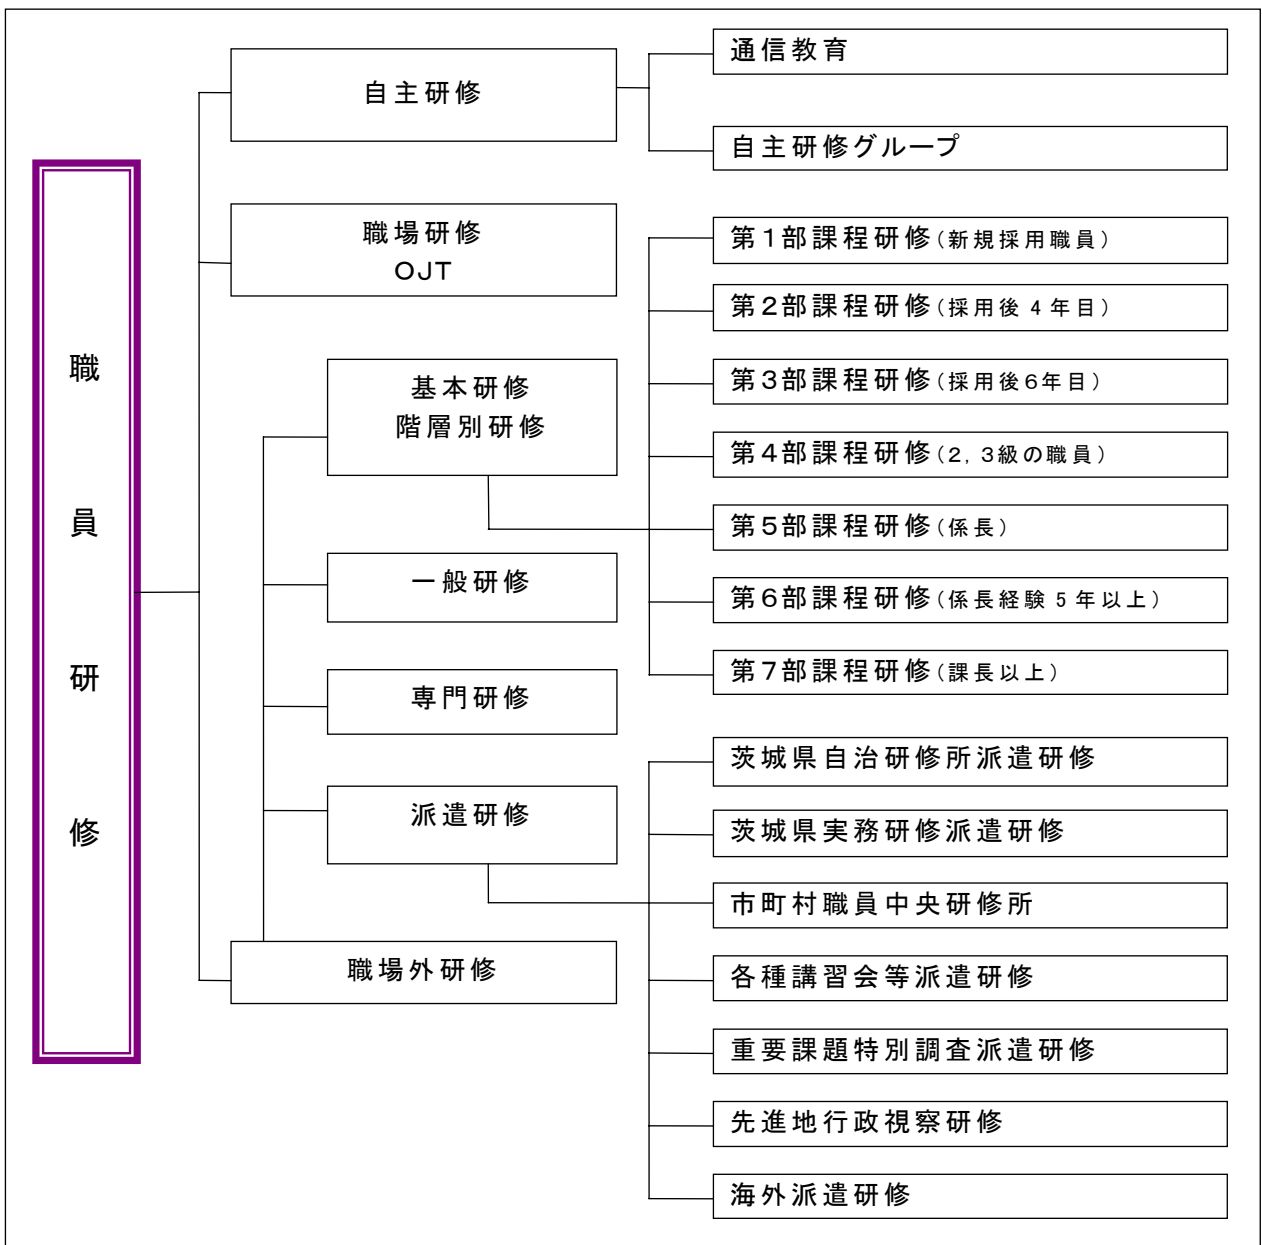 職員研修
自主研修
通信教育
自主研修グループ
職場研修
OJT
基本研修
階層別研修
第1部課程研修(新規採用職員)
第2部課程研修(採用後 4 年目)
第3部課程研修(採用後6年目)
第4部課程研修(2, 3級の職員)
第5部課程研修(係長)
第6部課程研修(係長経験 5 年以上)
第7部課程研修(課長以上)
一般研修
専門研修
派遣研修
茨城県自治研修所派遣研修
茨城県実務研修派遣研修
市町村職員中央研修所
各種講習会等派遣研修
重要課題特別調査派遣研修
先進地行政視察研修
海外派遣研修
職場外研修